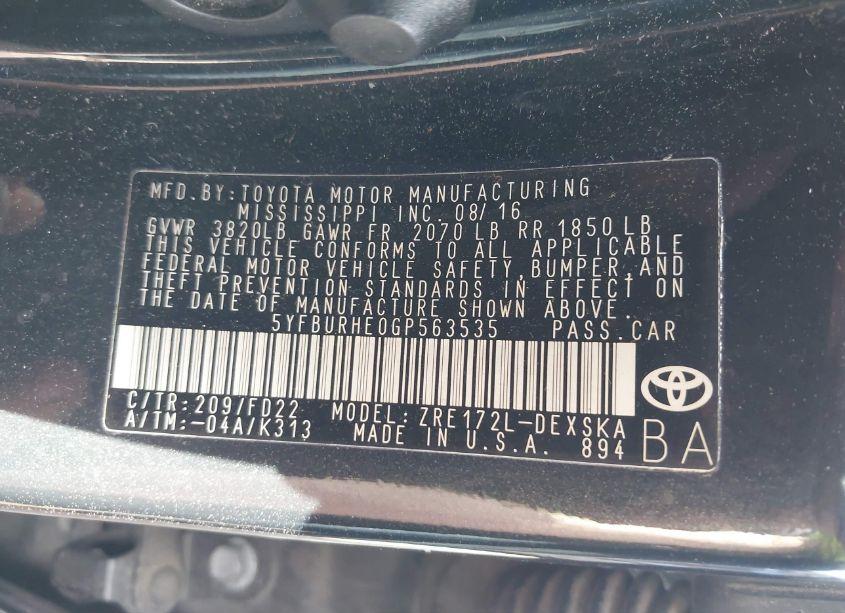 MFD.BY:TOYOTA MOTOR MANUFACTURING
MISSISSIPPI INC. 08/16
GVWR 3820LB GAWR FR 2070 LB RR 1850 LB
THIS VEHICLE CONFORMS TO ALL APPLICABLE
FEDERAL MOTOR VEHICLE SAFETY,BUMPER,AND
THEFT PREVENTION STANDARDS IN EFFECT ON
THE DATE OF MANUFACTURE SHOWN ABOVE.
5YFBURHE0GP563535 PASS.CAR
C/TR:209/FD22 MODEL: ZRE172L-DEXSKA
A/TM:-04A/K313 MADE IN U.S.A. 894
BA